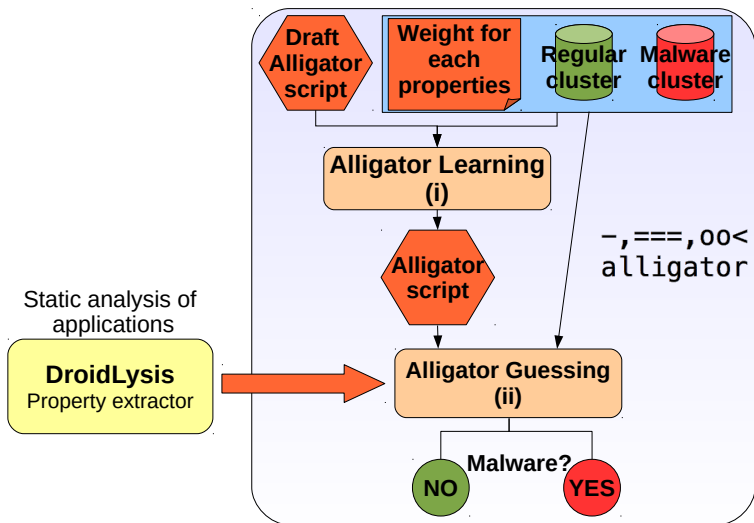 Draft
Alligator
script
Weight for
each
properties
Regular
cluster
Malware
cluster
Alligator Learning
(i)
−,===,oo<
alligator
Alligator
script
Static analysis of
applications
DroidLysis
Property extractor
Alligator Guessing
(ii)
Malware?
NO
YES